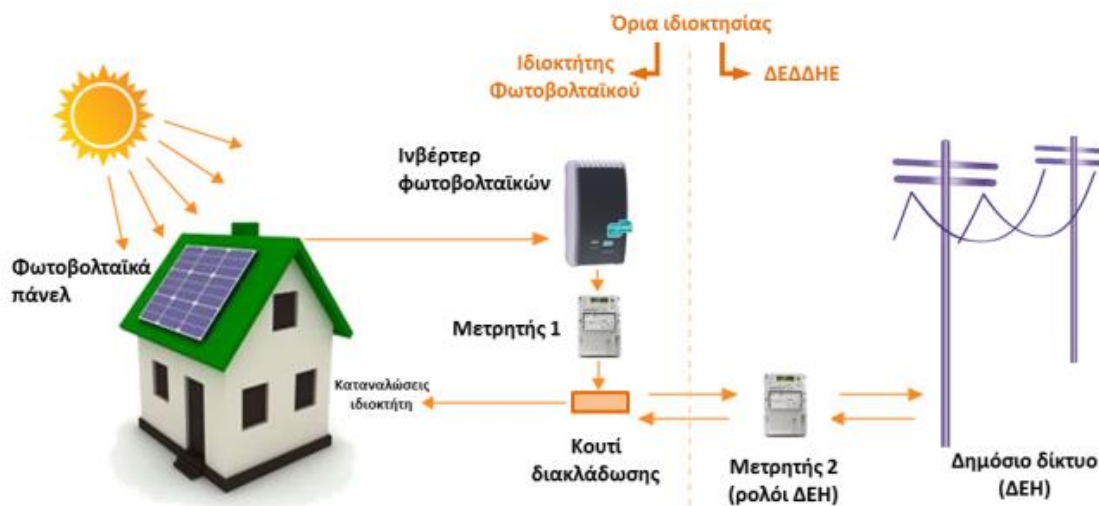 Όρια ιδιοκτησίας
Ιδιοκτήτης
Φωτοβολταϊκού
ΔΕΔΔΗΕ
Ινβέρτερ
φωτοβολταϊκών
Φωτοβολταϊκά
πάνελ
Μετρητής 1
Καταναλώσεις
ιδιοκτήτη
Κουτί
διακλάδωσης
Μετρητής 2
(ρολόι ΔΕΗ)
Δημόσιο δίκτυο
(ΔΕΗ)